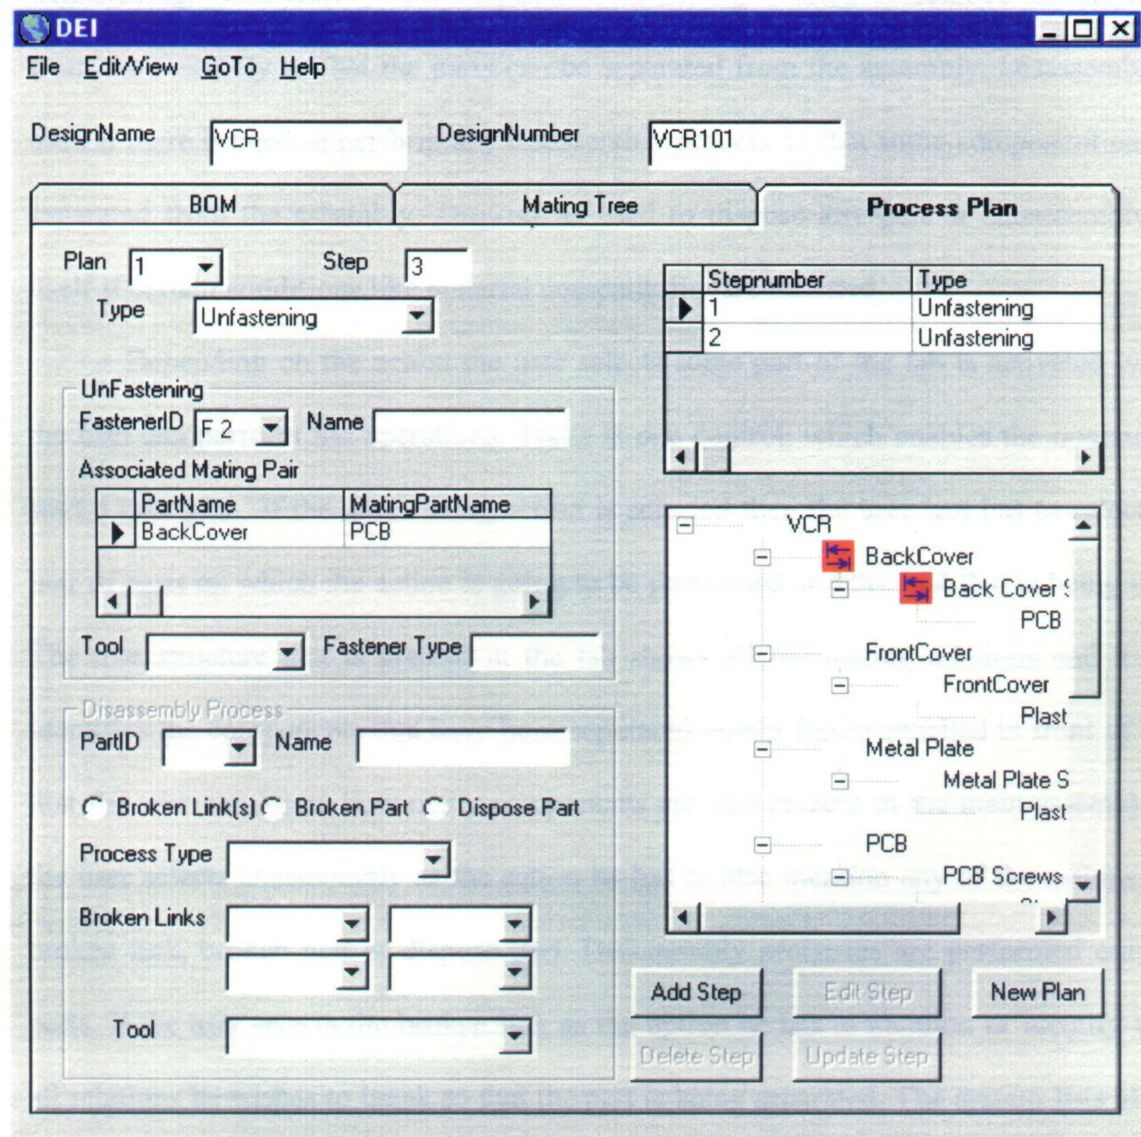 DEI
File Edit/View GoTo Help
DesignName VCR DesignNumber VCR101
BOM Mating Tree Process Plan
Plan 1 Step 3
Type Unfastening
Stepnumber Type
1 Unfastening
2 Unfastening
UnFastening
FastenerID F 2 Name
Associated Mating Pair
PartName MatingPartName
BackCover PCB
Tool Fastener Type
VCR
BackCover
Back Cover
PCB
FrontCover
FrontCover
Plast
Metal Plate
Metal Plate S
Plast
PCB
PCB Screws
Disassembly Process
PartID Name
Broken Link(s) Broken Part Dispose Part
Process Type
Broken Links
Tool
Add Step Edit Step New Plan
Delete Step Update Step